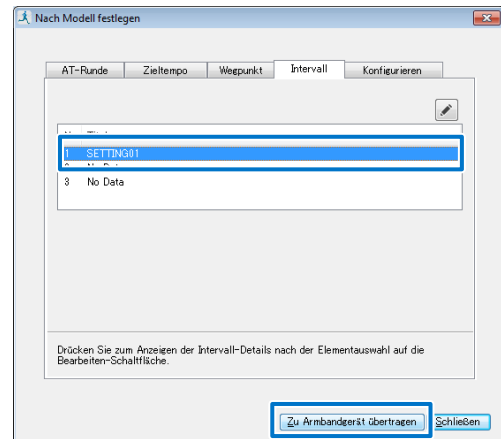 Nach Modell festlegen
AT-Runde Zieltempo Wegpunkt Intervall Konfigurieren
1 SETTING01
3 No Data
Drücken Sie zum Anzeigen der Intervall-Details nach der Elementauswahl auf die
Bearbeiten-Schaltfläche.
Zu Armbandgerät übertragen Schließen